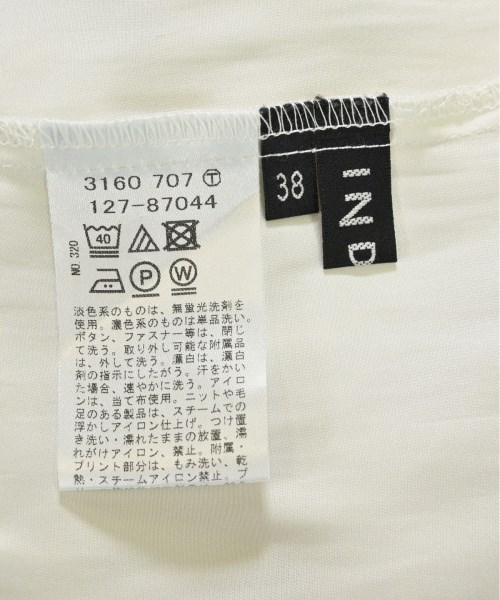 3160 707 Ⓣ
127-87044
40
P
W
NO 320
淡色系のものは、無蛍光洗剤を
使用。濃色系のものは単品洗い。
ボタン、ファスナー等は、閉じ
て洗う。取り外し可能な附属品
は、外して洗う。漂白は、漂白
剤の指示にしたがう。汗をかい
た場合、速やかに洗う。アイロ
ンは、当て布使用。ニットや毛
足のある製品は、スチームでの
浮かしアイロン仕上げ。つけ置
き洗い・濡れたままの放置、濡
れがけアイロン、禁止。附属・
プリント部分は、もみ洗い、乾
熱・スチームアイロン禁止。プ
38
IND